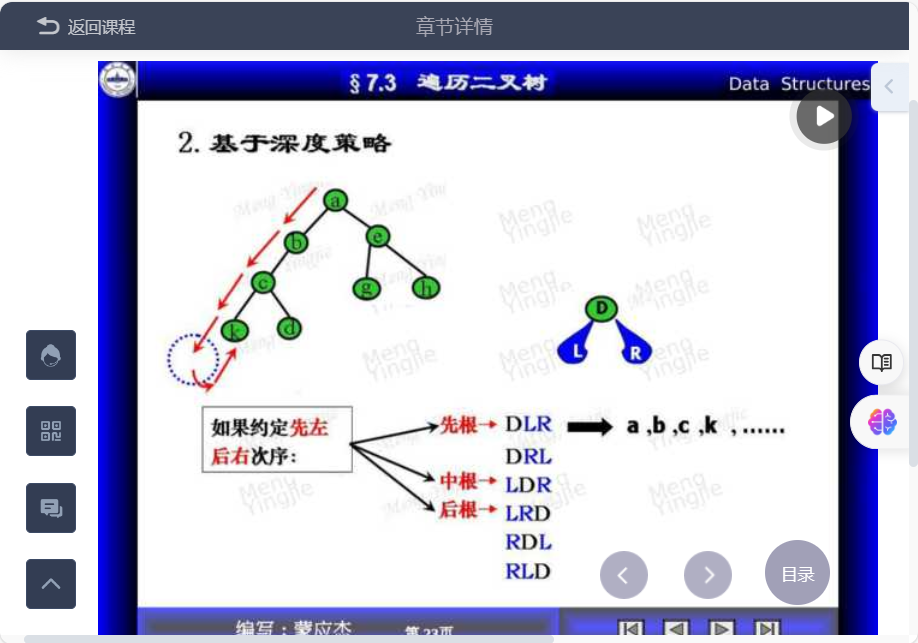 返回课程
章节详情
§7.3 遍历二叉树
Data Structures
2. 基于深度策略
a
b
e
c
g
h
k
d
D
L
R
如果约定先左
后右次序:
先根
DLR
a ,b ,c ,k , ......
DRL
中根
LDR
后根
LRD
RDL
RLD
Meng Yingjie
目录
编写：蒙应杰
第 23页